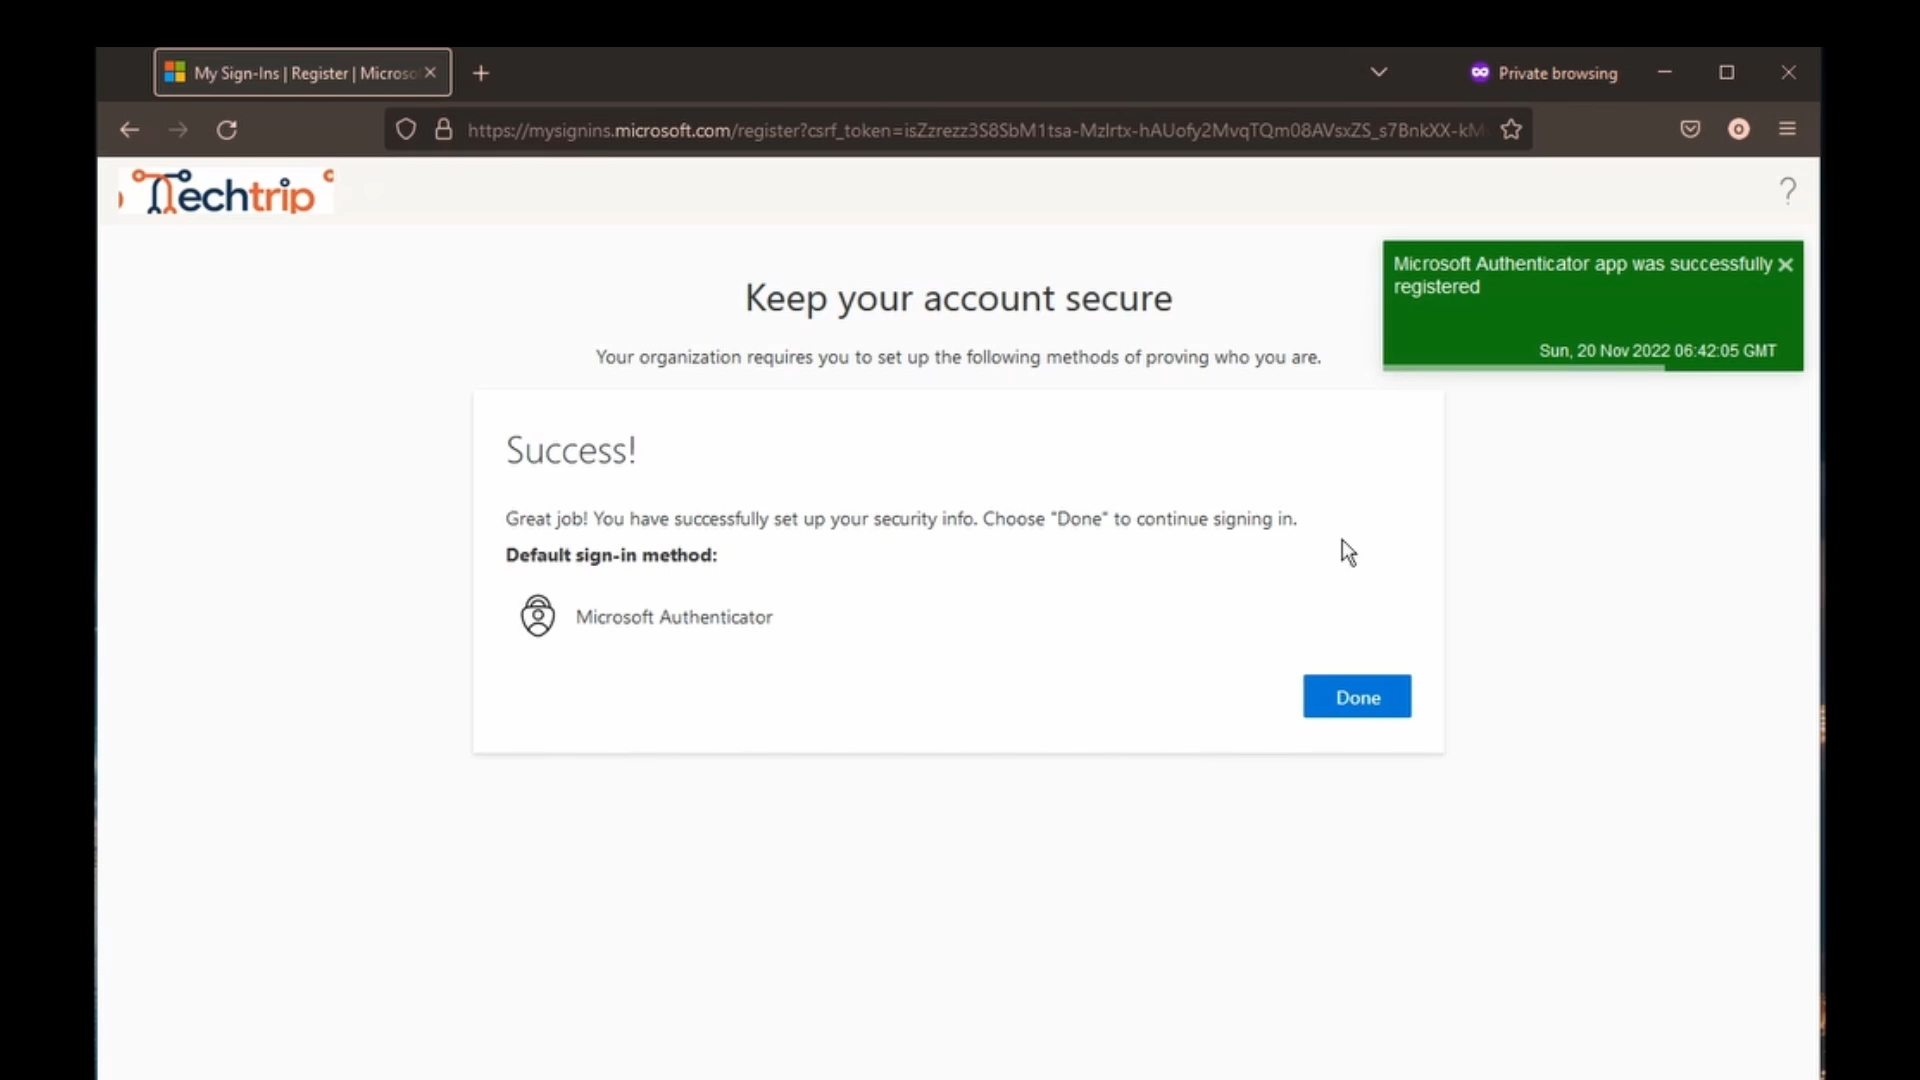 My Sign-Ins | Register | Microso
Private browsing
https://mysignins.microsoft.com/register?csrf_token=isZzrezz3S8SbM1tsa-MzIrtx-hAUofy2MvqTQm08AVsxZS_s7BnkXX-kM
Techtrip
?
Microsoft Authenticator app was successfully
registered
Sun, 20 Nov 2022 06:42:05 GMT
Keep your account secure
Your organization requires you to set up the following methods of proving who you are.
Success!
Great job! You have successfully set up your security info. Choose "Done" to continue signing in.
Default sign-in method:
Microsoft Authenticator
Done